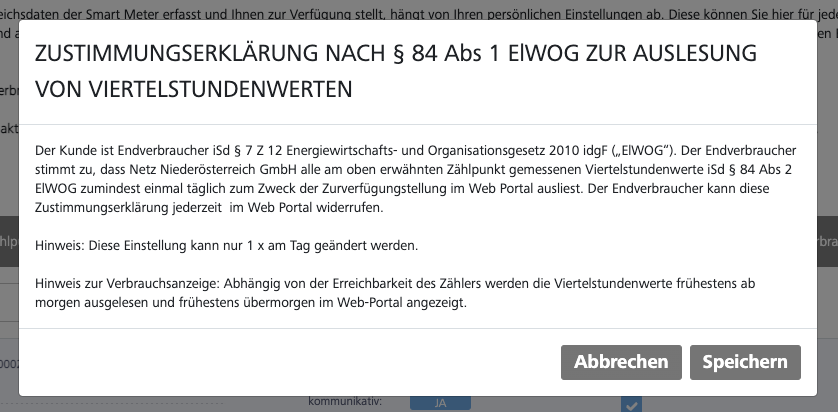 eichsdaten der Smart Meter erfasst und Ihnen zur Verfügung stellt, hängt von Ihren persönlichen Einstellungen ab. Diese können Sie hier für jede
ZUSTIMMUNGSERKLÄRUNG NACH § 84 Abs 1 ElWOG ZUR AUSLESUNG
VON VIERTELSTUNDENWERTEN
Der Kunde ist Endverbraucher iSd § 7 Z 12 Energiewirtschafts- und Organisationsgesetz 2010 idgF („ElWOG“). Der Endverbraucher
stimmt zu, dass Netz Niederösterreich GmbH alle am oben erwähnten Zählpunkt gemessenen Viertelstundenwerte iSd § 84 Abs 2
ElWOG zumindest einmal täglich zum Zweck der Zurverfügungstellung im Web Portal ausliest. Der Endverbraucher kann diese
Zustimmungserklärung jederzeit  im Web Portal widerrufen.
Hinweis: Diese Einstellung kann nur 1 x am Tag geändert werden.
Hinweis zur Verbrauchsanzeige: Abhängig von der Erreichbarkeit des Zählers werden die Viertelstundenwerte frühestens ab
morgen ausgelesen und frühestens übermorgen im Web-Portal angezeigt.
Abbrechen Speichern
kommunikativ: JA